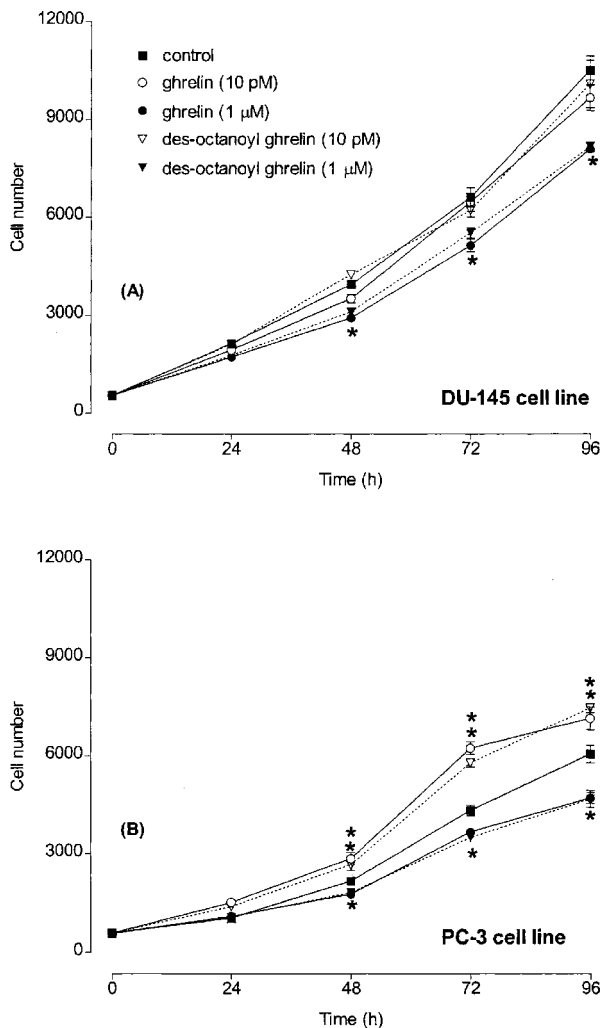 12000
9000
6000
3000
0
Cell number
control
ghrelin (10 pM)
ghrelin (1 μM)
des-octanoyl ghrelin (10 pM)
des-octanoyl ghrelin (1 μM)
(A)
*
*
*
DU-145 cell line
0 24 48 72 96
Time (h)
12000
9000
6000
3000
0
Cell number
(B)
* *
* *
* *
*
*
*
PC-3 cell line
0 24 48 72 96
Time (h)